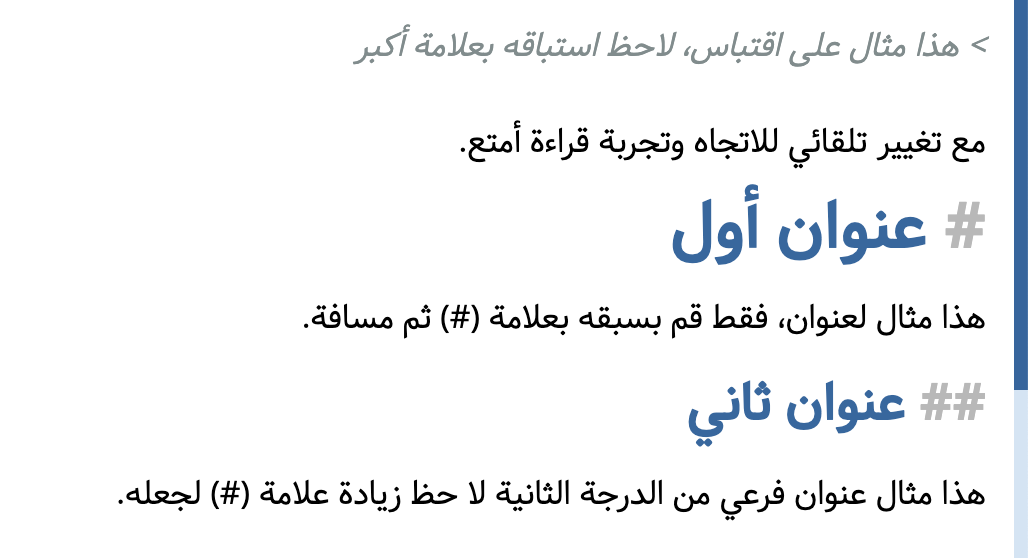 > هذا مثال على اقتباس، لاحظ استباقه بعلامة أكبر
مع تغيير تلقائي للاتجاه وتجربة قراءة أمتع.
# عنوان أول
هذا مثال لعنوان، فقط قم بسبقه بعلامة (#) ثم مسافة.
## عنوان ثاني
هذا مثال عنوان فرعي من الدرجة الثانية لا حظ زيادة علامة (#) لجعله.